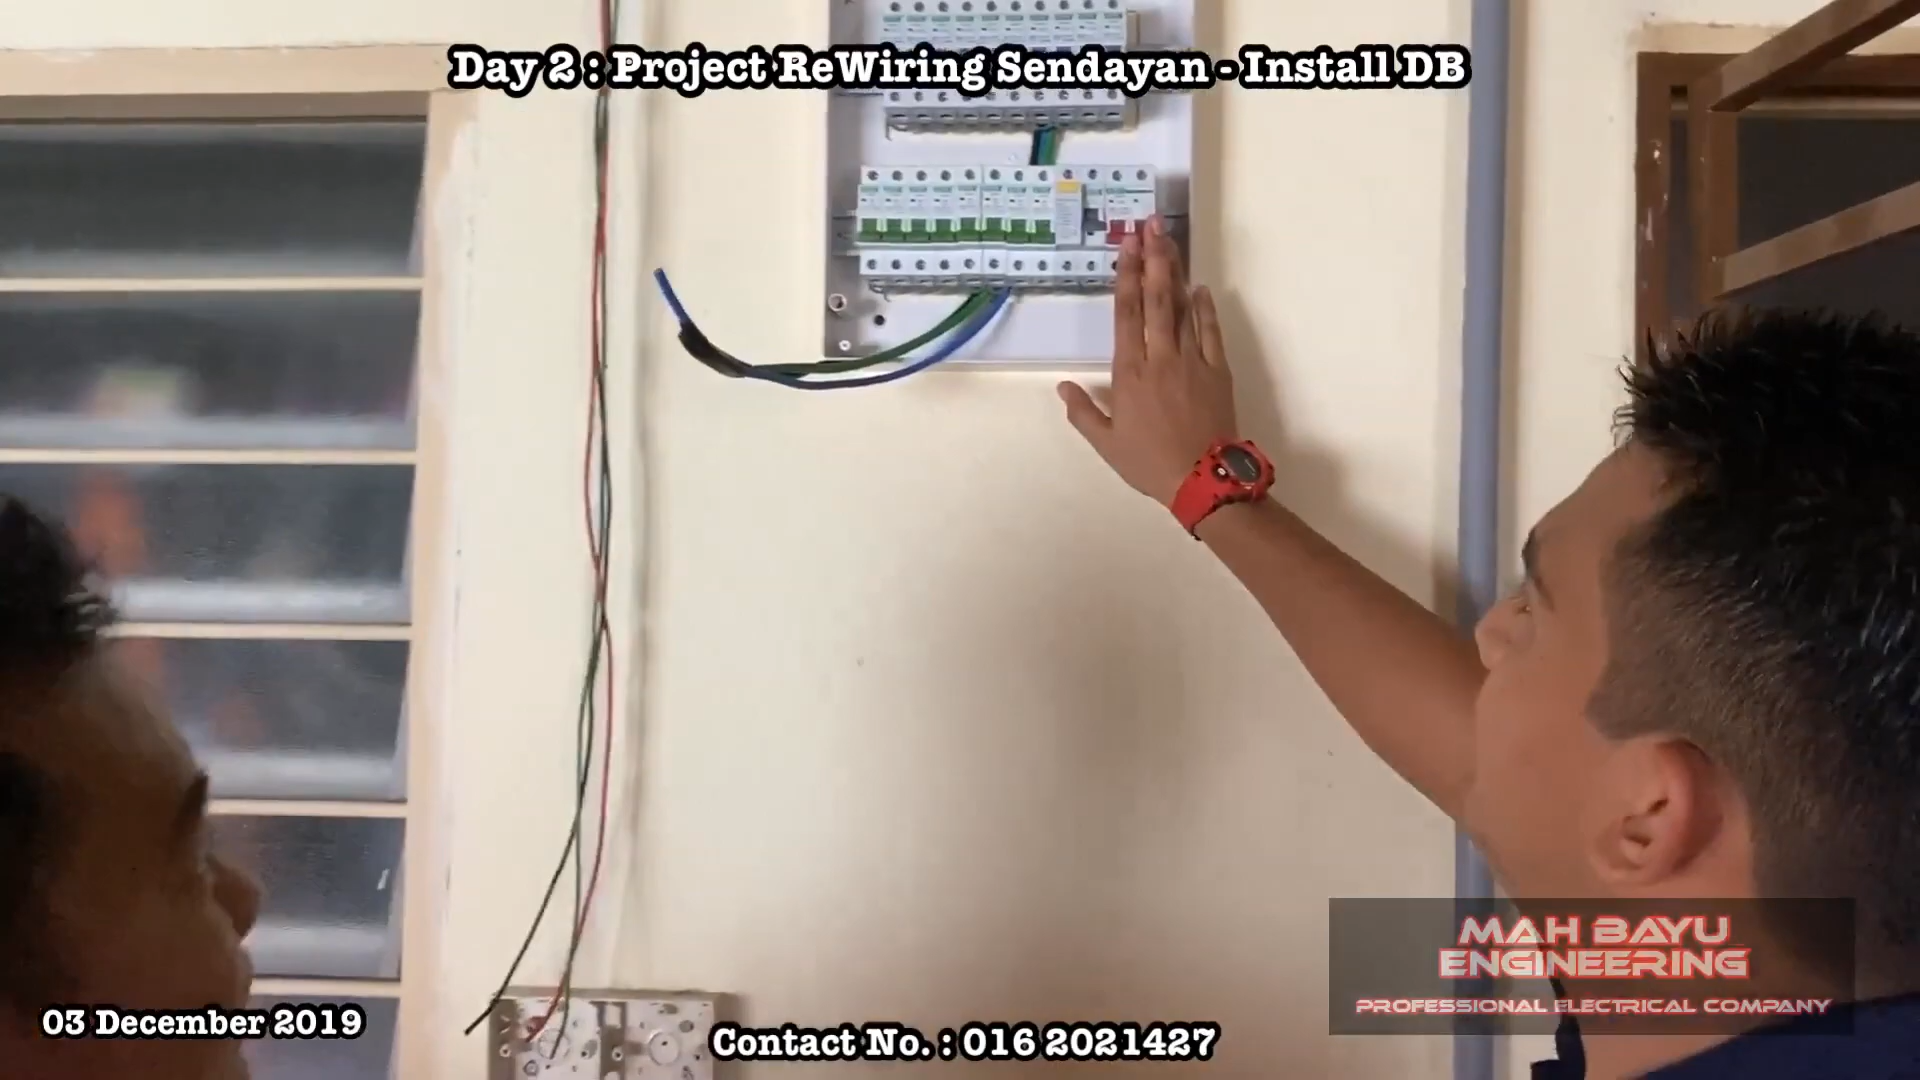 Day 2 : Project ReWiring Sendayan - Install DB
MAH BAYU
ENGINEERING
PROFESSIONAL ELECTRICAL COMPANY
03 December 2019
Contact No. : 016 2021427